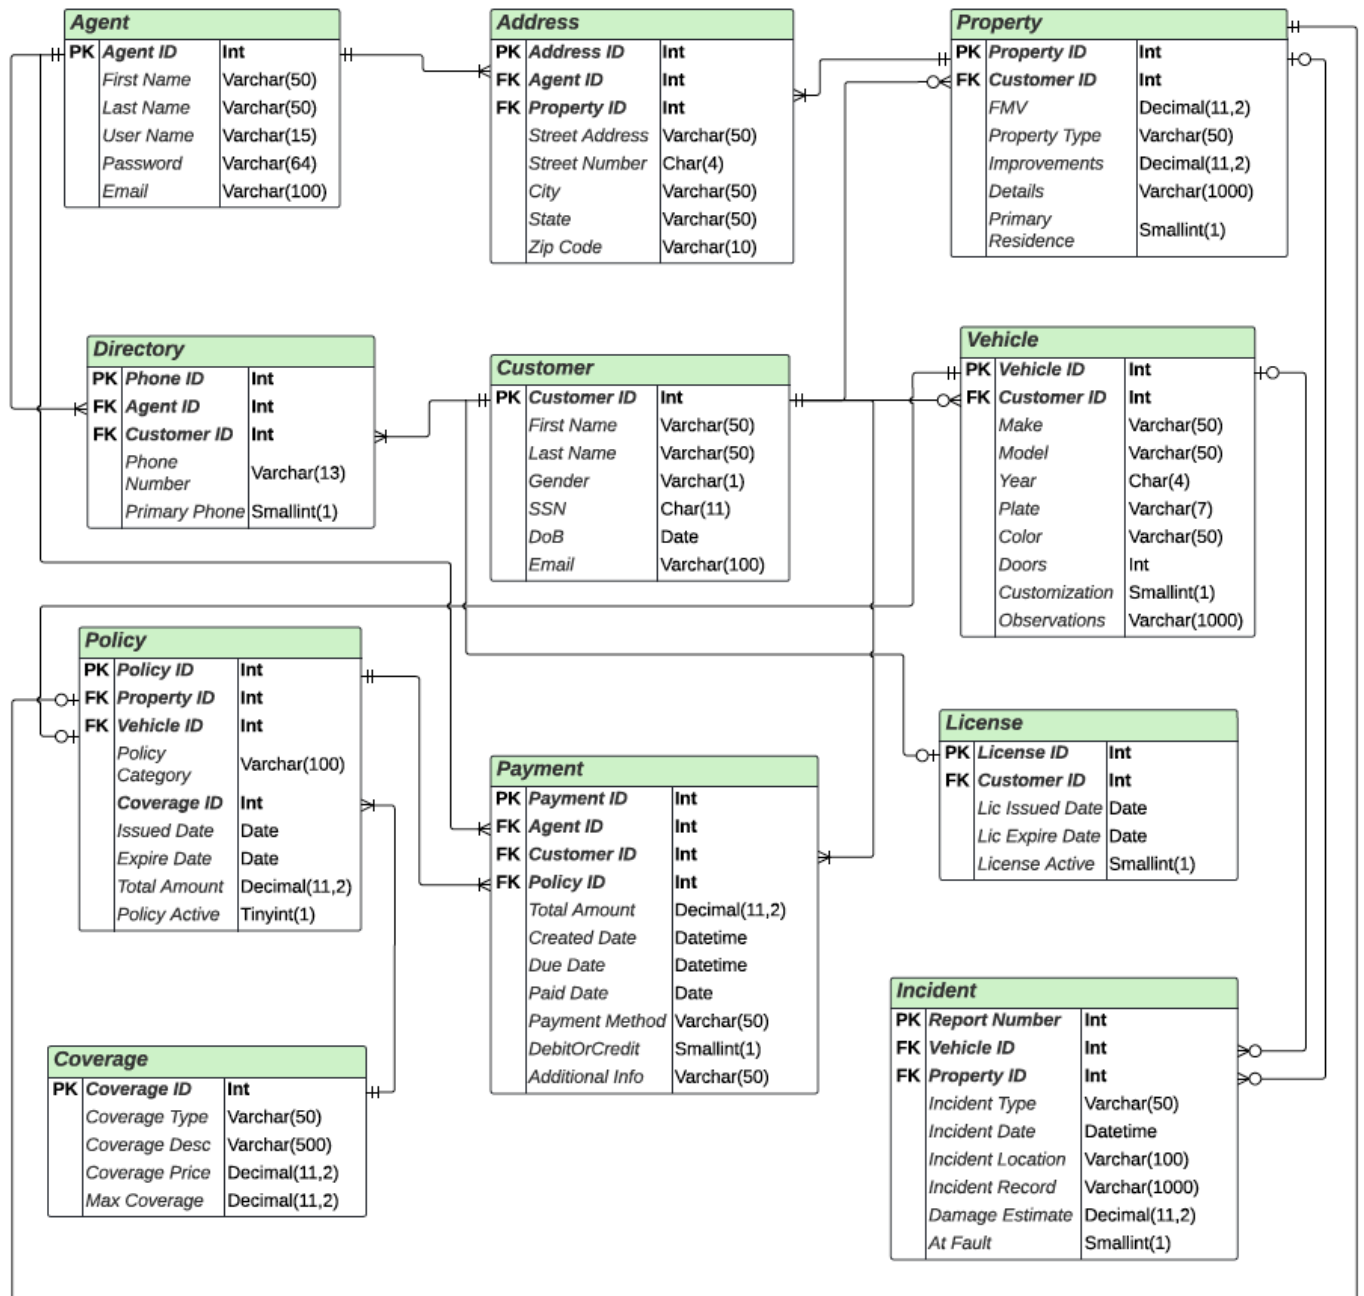 Agent
PK Agent ID Int
First Name Varchar(50)
Last Name Varchar(50)
User Name Varchar(15)
Password Varchar(64)
Email Varchar(100)
Address
PK Address ID Int
FK Agent ID Int
FK Property ID Int
Street Address Varchar(50)
Street Number Char(4)
City Varchar(50)
State Varchar(50)
Zip Code Varchar(10)
Property
PK Property ID Int
FK Customer ID Int
FMV Decimal(11,2)
Property Type Varchar(50)
Improvements Decimal(11,2)
Details Varchar(1000)
Primary
Residence Smallint(1)
Directory
PK Phone ID Int
FK Agent ID Int
FK Customer ID Int
Phone
Number Varchar(13)
Primary Phone Smallint(1)
Customer
PK Customer ID Int
First Name Varchar(50)
Last Name Varchar(50)
Gender Varchar(1)
SSN Char(11)
DoB Date
Email Varchar(100)
Vehicle
PK Vehicle ID Int
FK Customer ID Int
Make Varchar(50)
Model Varchar(50)
Year Char(4)
Plate Varchar(7)
Color Varchar(50)
Doors Int
Customization Smallint(1)
Observations Varchar(1000)
Policy
PK Policy ID Int
FK Property ID Int
FK Vehicle ID Int
Policy
Category Varchar(100)
Coverage ID Int
Issued Date Date
Expire Date Date
Total Amount Decimal(11,2)
Policy Active Tinyint(1)
Payment
PK Payment ID Int
FK Agent ID Int
FK Customer ID Int
FK Policy ID Int
Total Amount Decimal(11,2)
Created Date Datetime
Due Date Datetime
Paid Date Date
Payment Method Varchar(50)
DebitOrCredit Smallint(1)
Additional Info Varchar(50)
License
PK License ID Int
FK Customer ID Int
Lic Issued Date Date
Lic Expire Date Date
License Active Smallint(1)
Coverage
PK Coverage ID Int
Coverage Type Varchar(50)
Coverage Desc Varchar(500)
Coverage Price Decimal(11,2)
Max Coverage Decimal(11,2)
Incident
PK Report Number Int
FK Vehicle ID Int
FK Property ID Int
Incident Type Varchar(50)
Incident Date Datetime
Incident Location Varchar(100)
Incident Record Varchar(1000)
Damage Estimate Decimal(11,2)
At Fault Smallint(1)